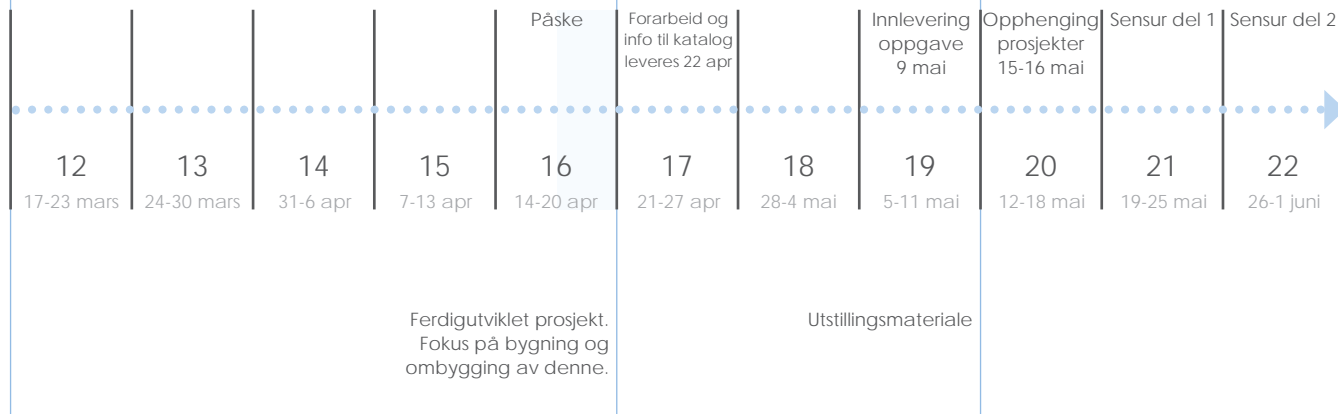 Påske
Forarbeid og
info til katalog
leveres 22 apr
Innlevering
oppgave
9 mai
Opphenging
prosjekter
15-16 mai
Sensur del 1
Sensur del 2
12
13
14
15
16
17
18
19
20
21
22
17-23 mars
24-30 mars
31-6 apr
7-13 apr
14-20 apr
21-27 apr
28-4 mai
5-11 mai
12-18 mai
19-25 mai
26-1 juni
Ferdigutviklet prosjekt.
Fokus på bygning og
ombygging av denne.
Utstillingsmateriale